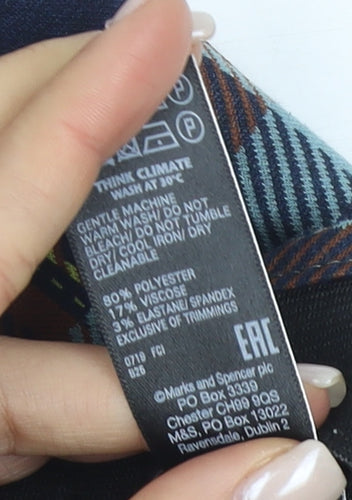 P
P
THINK CLIMATE
WASH AT 30°C
GENTLE MACHINE
WARM WASH/ DO NOT
BLEACH/ DO NOT TUMBLE
DRY/ COOL IRON/ DRY
CLEANABLE
80% POLYESTER
17% VISCOSE
3% ELASTANE/ SPANDEX
EXCLUSIVE OF TRIMMINGS
0719 FCI
026
EAC
©Marks and Spencer plc
PO Box 3339
Chester CH99 9QS
M&S, PO Box 13022
Ravensdale, Dublin 2